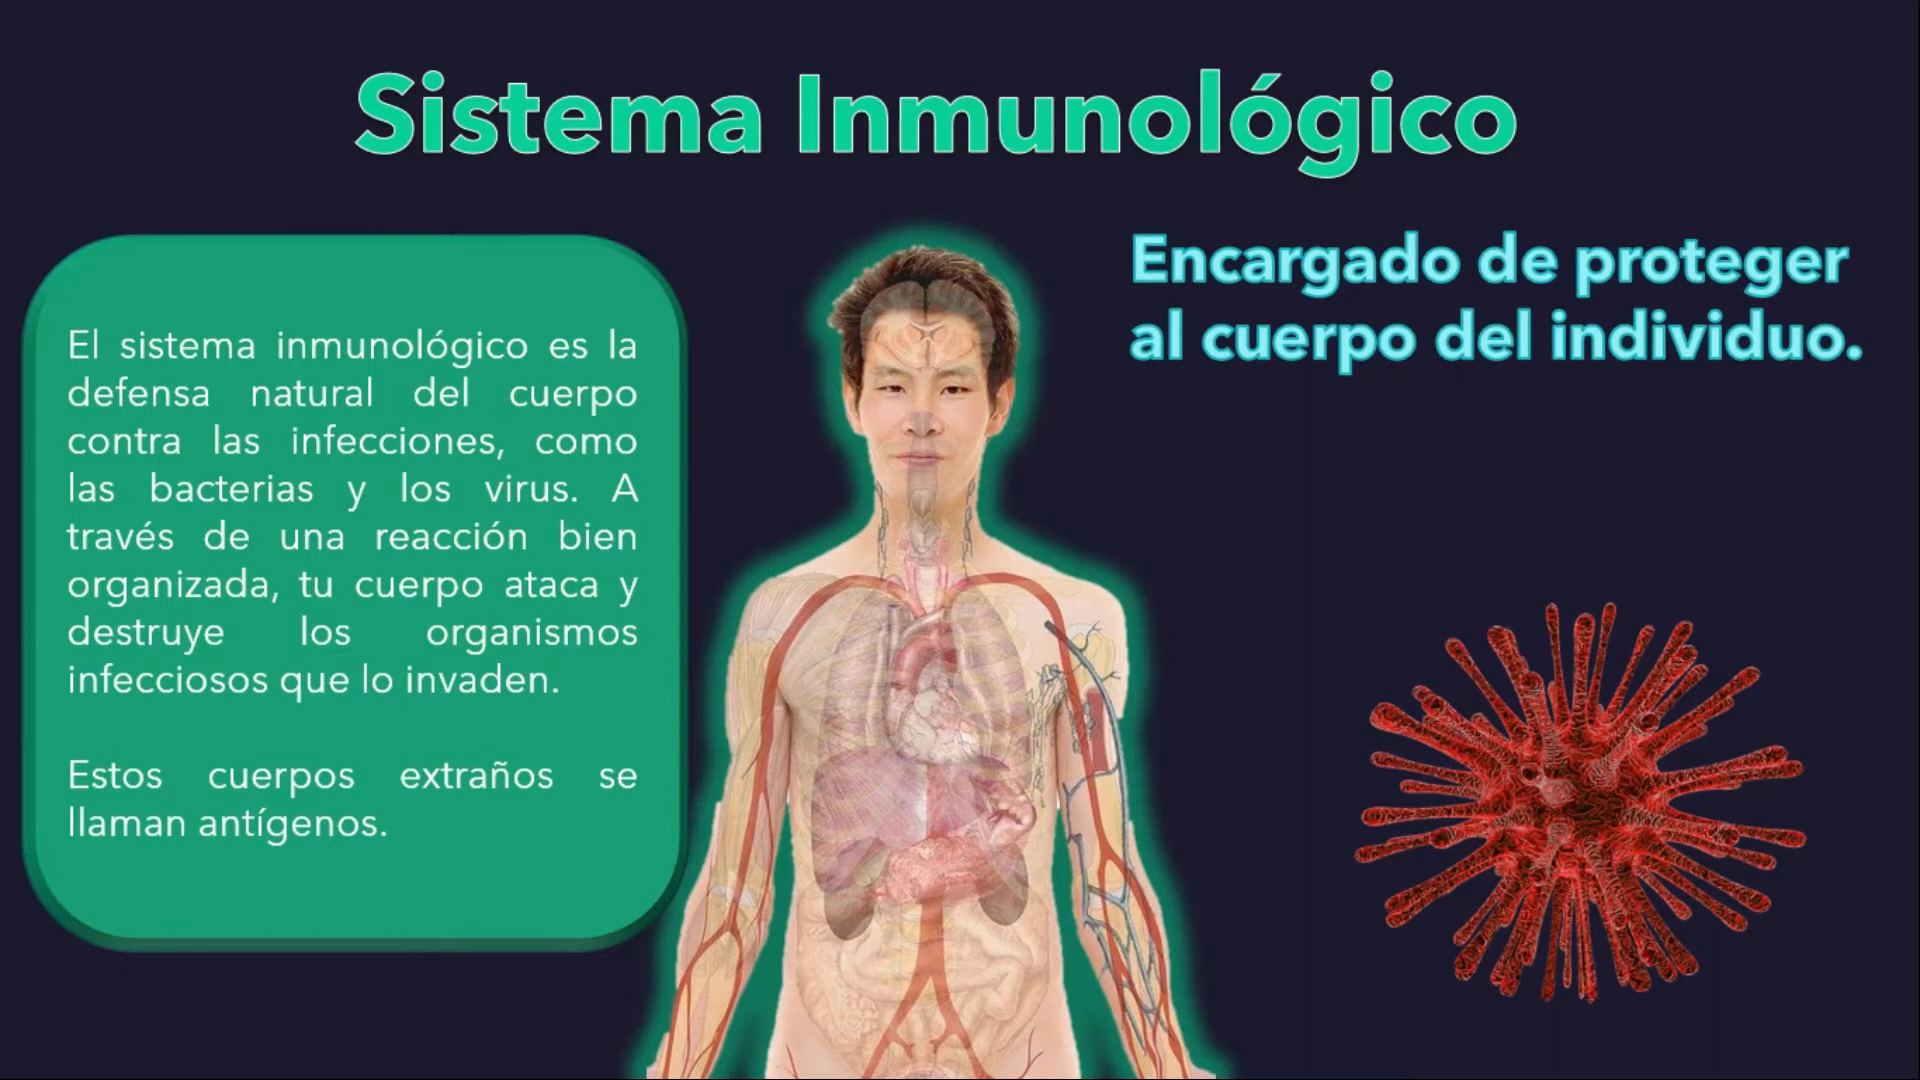 Sistema Inmunológico
El sistema inmunológico es la
defensa natural del cuerpo
contra las infecciones, como
las bacterias y los virus. A
través de una reacción bien
organizada, tu cuerpo ataca y
destruye los organismos
infecciosos que lo invaden.
Estos cuerpos extraños se
llaman antígenos.
Encargado de proteger
al cuerpo del individuo.